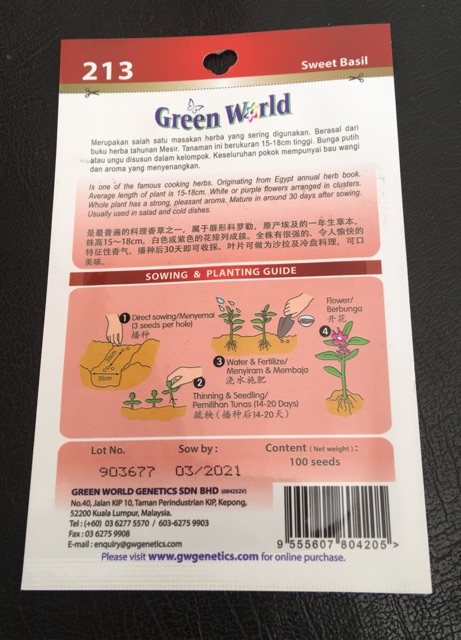 213
Sweet Basil
Green World
Merupakan salah satu masakan herba yang sering digunakan. Berasal dari
buku herba tahunan Mesir. Tanaman ini berukuran 15-18cm tinggi. Bunga putih
atau ungu disusun dalam kelompok. Keseluruhan pokok mempunyai bau wangi
dan aroma yang menyenangkan.
Is one of the famous cooking herbs. Originating from Egypt annual herb book.
Average length of plant is 15-18cm. White or purple flowers arranged in clusters.
Whole plant has a strong, pleasant aroma. Mature in around 30 days after sowing.
Usually used in salad and cold dishes.
是最普遍的料理香草之一，属于唇形科罗勒，原产埃及的一年生草本，
株高15～18cm，白色或紫色的花排列成簇。全株有很强的、令人愉快的
特征性香气。播种后30天即可收採。叶片可做为沙拉及冷盘料理，可口
美味。
SOWING & PLANTING GUIDE
1 Direct sowing/Menyemai
(3 seeds per hole)
播种
20cm
25cm
2
Thinning & Seedling/
Pemilihan Tunas (14-20 Days)
疏秧(播种后14-20天)
3 Water & Fertilize/
Menyiram & Membaja
浇水施肥
Flower/
Berbunga
开花
4
Lot No.
903677
Sow by :
03/2021
Content ( Net weight ) :
100 seeds
GREEN WORLD GENETICS SDN BHD (684252V)
No.40, Jalan KIP 10, Taman Perindustrian KIP, Kepong,
52200 Kuala Lumpur, Malaysia.
Tel : (+60) 03 6277 5570 / 603-6275 9903
Fax : 03 6275 9908
E-mail : enquiry@gwgenetics.com
9 555607 804205 >
Please visit www.gwgenetics.com for online purchase.